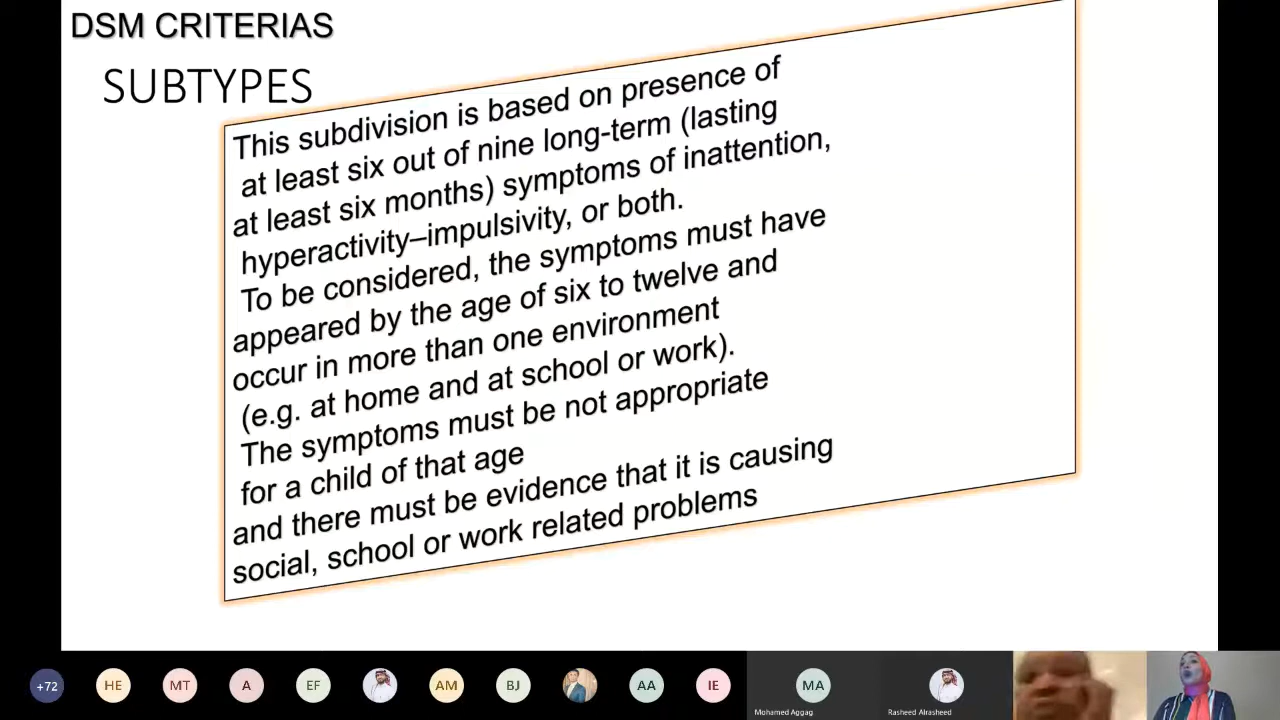 DSM CRITERIAS
SUBTYPES
This subdivision is based on presence of
at least six out of nine long-term (lasting
at least six months) symptoms of inattention,
hyperactivity–impulsivity, or both.
To be considered, the symptoms must have
appeared by the age of six to twelve and
occur in more than one environment
(e.g. at home and at school or work).
The symptoms must be not appropriate
for a child of that age
and there must be evidence that it is causing
social, school or work related problems
+72
HE
MT
A
EF
AM
BJ
AA
IE
MA
Mohamed Aggag
Rasheed Alrasheed